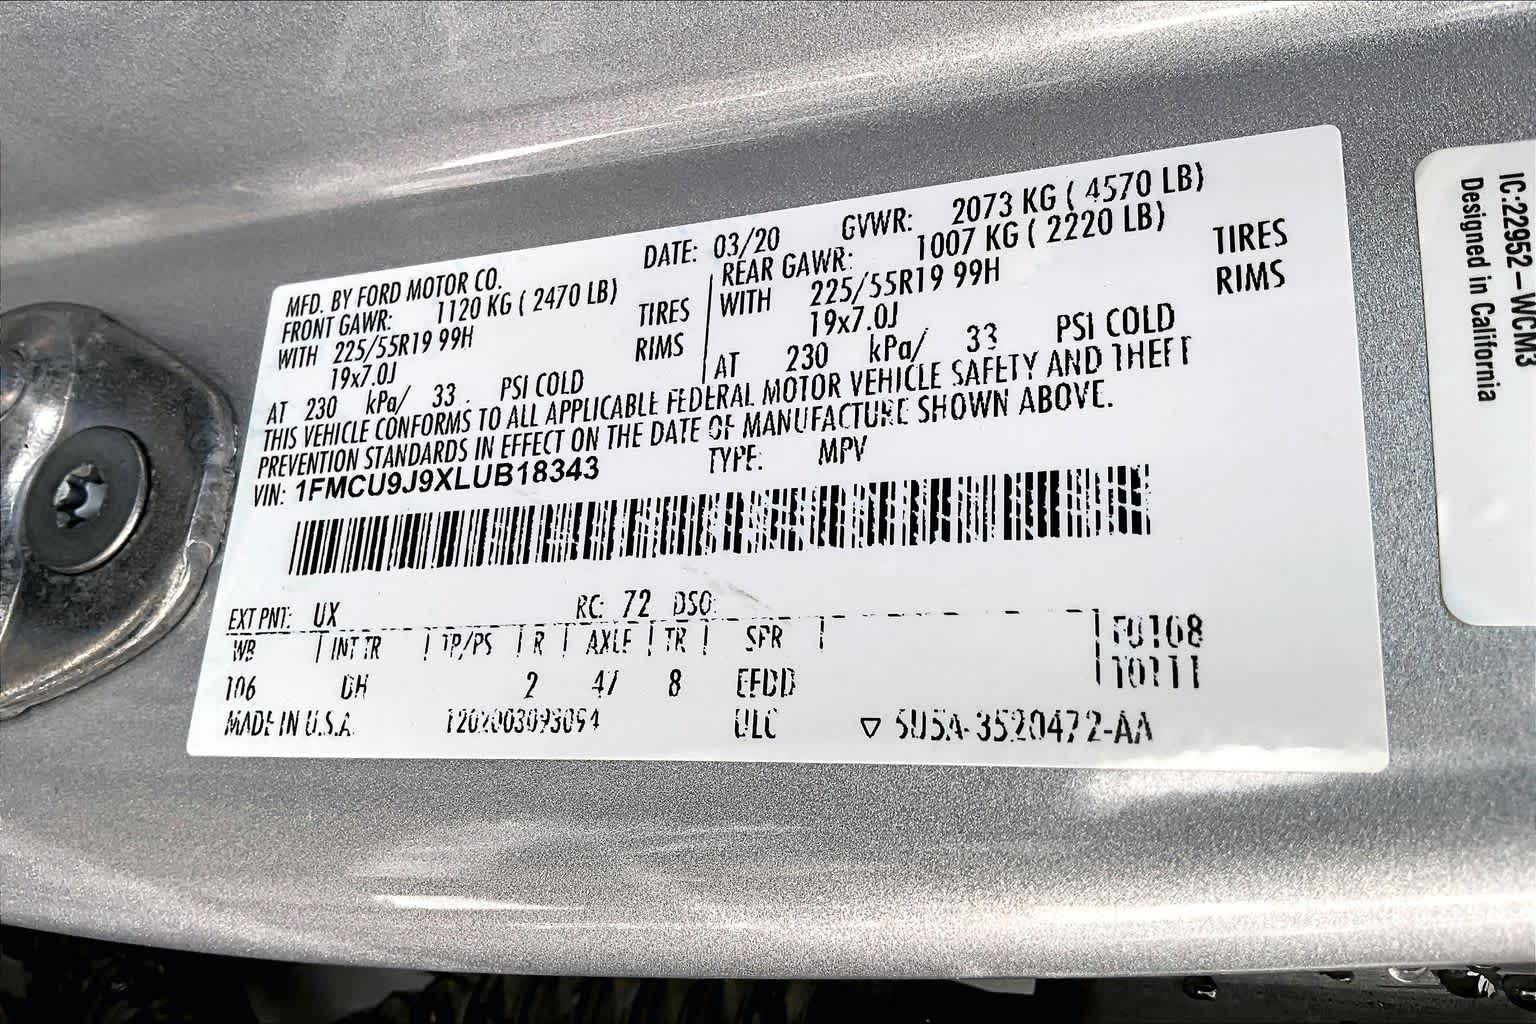 MFD. BY FORD MOTOR CO. DATE: 03/20 GVWR: 2073 KG ( 4570 LB)
FRONT GAWR: 1120 KG ( 2470 LB) REAR GAWR: 1007 KG ( 2220 LB)
WITH 225/55R19 99H TIRES WITH 225/55R19 99H TIRES
19x7.0J RIMS 19x7.0J RIMS
AT 230 kPa/ 33 PSI COLD AT 230 kPa/ 33 PSI COLD
THIS VEHICLE CONFORMS TO ALL APPLICABLE FEDERAL MOTOR VEHICLE SAFETY AND THEFT
PREVENTION STANDARDS IN EFFECT ON THE DATE OF MANUFACTURE SHOWN ABOVE.
VIN: 1FMCU9J9XLUB18343 TYPE: MPV
EXT PNT: UX RC: 72 DSO:
WB INT TR TP/PS R AXLE TR SPR
106 DH 2 47 8
MADE IN U.S.A. ULC
IC:22952-WCM3
Designed in California